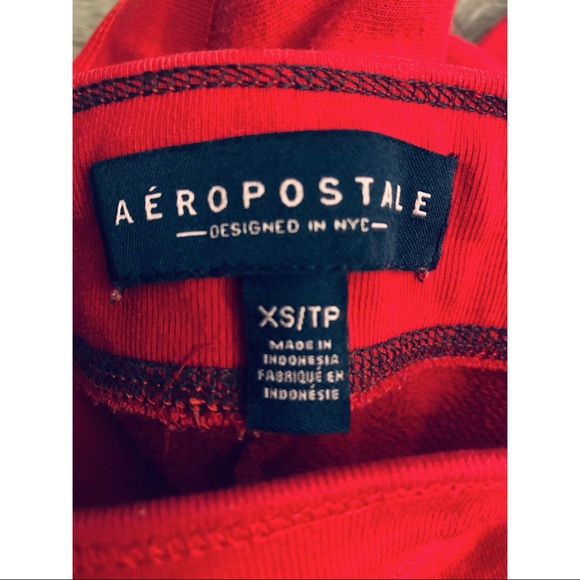 AÉROPOSTALE
—DESIGNED IN NYC—
XS/TP
MADE IN
INDONESIA
FABRIQUÉ EN
INDONÉSIE